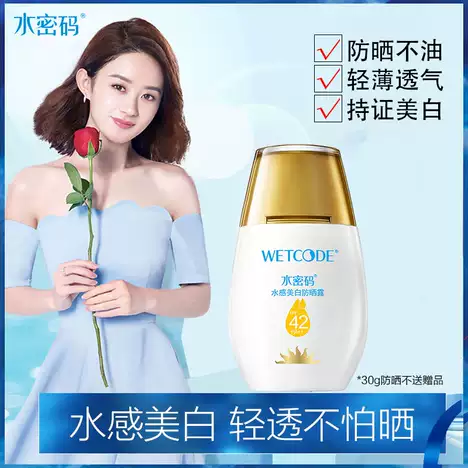 水密码®
防晒不油
轻薄透气
持证美白
WETCODE®
水密码®
水感美白防晒露
42
*30g防晒不送赠品
水感美白 轻透不怕晒